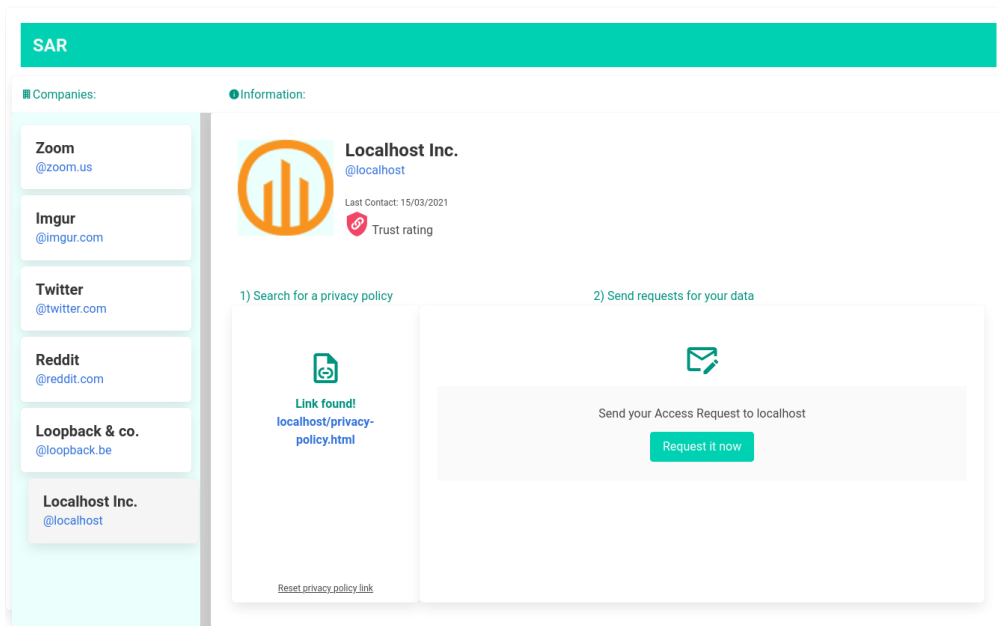 SAR
Companies:
Information:
Zoom
@zoom.us
Imgur
@imgur.com
Twitter
@twitter.com
Reddit
@reddit.com
Loopback & co.
@loopback.be
Localhost Inc.
@localhost
Localhost Inc.
@localhost
Last Contact: 15/03/2021
Trust rating
1) Search for a privacy policy
Link found!
localhost/privacy-
policy.html
Reset privacy policy link
2) Send requests for your data
Send your Access Request to localhost
Request it now